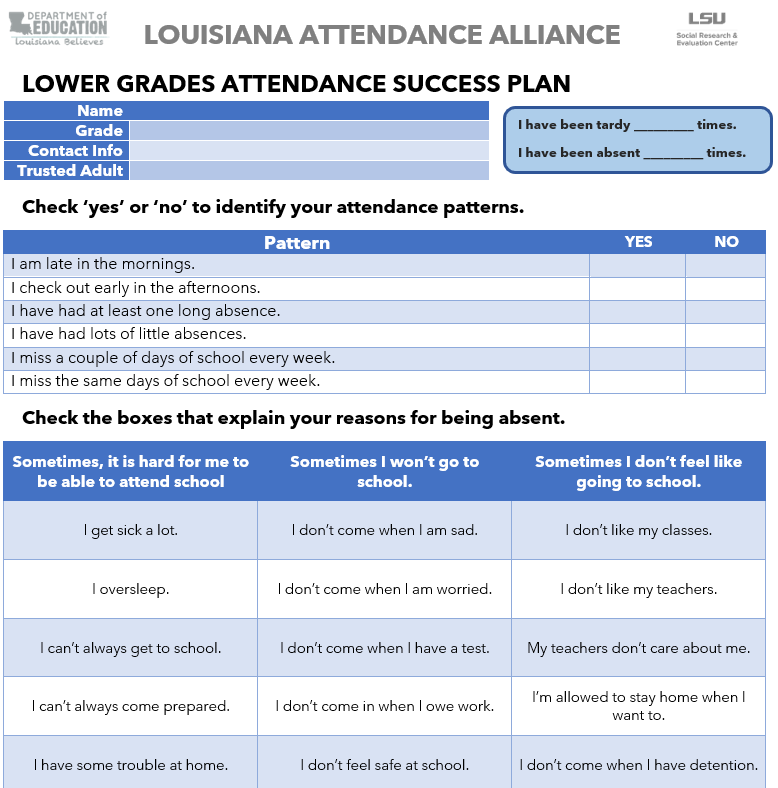 DEPARTMENT of
EDUCATION
Louisiana Believes
LOUISIANA ATTENDANCE ALLIANCE
LSU
Social Research &
Evaluation Center
LOWER GRADES ATTENDANCE SUCCESS PLAN
Name
Grade
Contact Info
Trusted Adult
I have been tardy _________ times.
I have been absent _________ times.
Check ‘yes’ or ‘no’ to identify your attendance patterns.
Pattern YES NO
I am late in the mornings.
I check out early in the afternoons.
I have had at least one long absence.
I have had lots of little absences.
I miss a couple of days of school every week.
I miss the same days of school every week.
Check the boxes that explain your reasons for being absent.
Sometimes, it is hard for me to
be able to attend school
Sometimes I won’t go to
school.
Sometimes I don’t feel like
going to school.
I get sick a lot.
I don’t come when I am sad.
I don’t like my classes.
I oversleep.
I don’t come when I am worried.
I don’t like my teachers.
I can’t always get to school.
I don’t come when I have a test.
My teachers don’t care about me.
I can’t always come prepared.
I don’t come in when I owe work.
I’m allowed to stay home when I
want to.
I have some trouble at home.
I don’t feel safe at school.
I don’t come when I have detention.